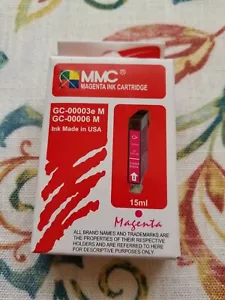 MMC®
MAGENTA INK CARTRIDGE
GC-00003e M
GC-00006 M
Ink Made in USA
15ml
Magenta
ALL BRAND NAMES AND TRADEMARKS ARE
THE PROPERTIES OF THEIR RESPECTIVE
HOLDERS AND ARE REFERRED TO HERE
FOR DESCRIPTIVE PURPOSES ONLY.